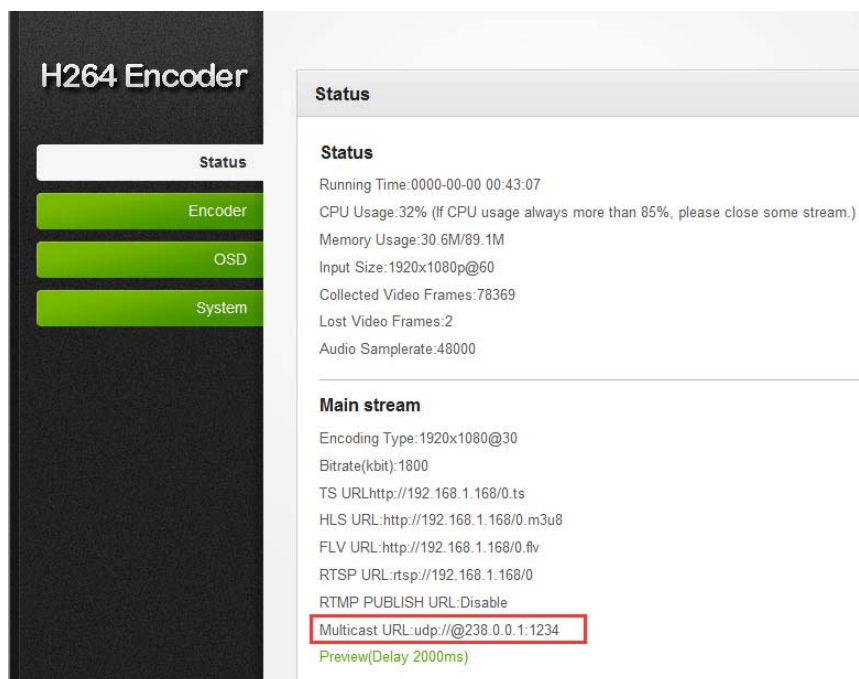 H264 Encoder
Status
Encoder
OSD
System
Status
Status
Running Time:0000-00-00 00:43:07
CPU Usage:32% (If CPU usage always more than 85%, please close some stream.)
Memory Usage:30.6M/89.1M
Input Size:1920x1080p@60
Collected Video Frames:78369
Lost Video Frames:2
Audio Samplerate:48000
Main stream
Encoding Type:1920x1080@30
Bitrate(kbit):1800
TS URLhttp://192.168.1.168/0.ts
HLS URL:http://192.168.1.168/0.m3u8
FLV URL:http://192.168.1.168/0.flv
RTSP URL:rtsp://192.168.1.168/0
RTMP PUBLISH URL:Disable
Multicast URL:udp://@238.0.0.1:1234
Preview(Delay 2000ms)